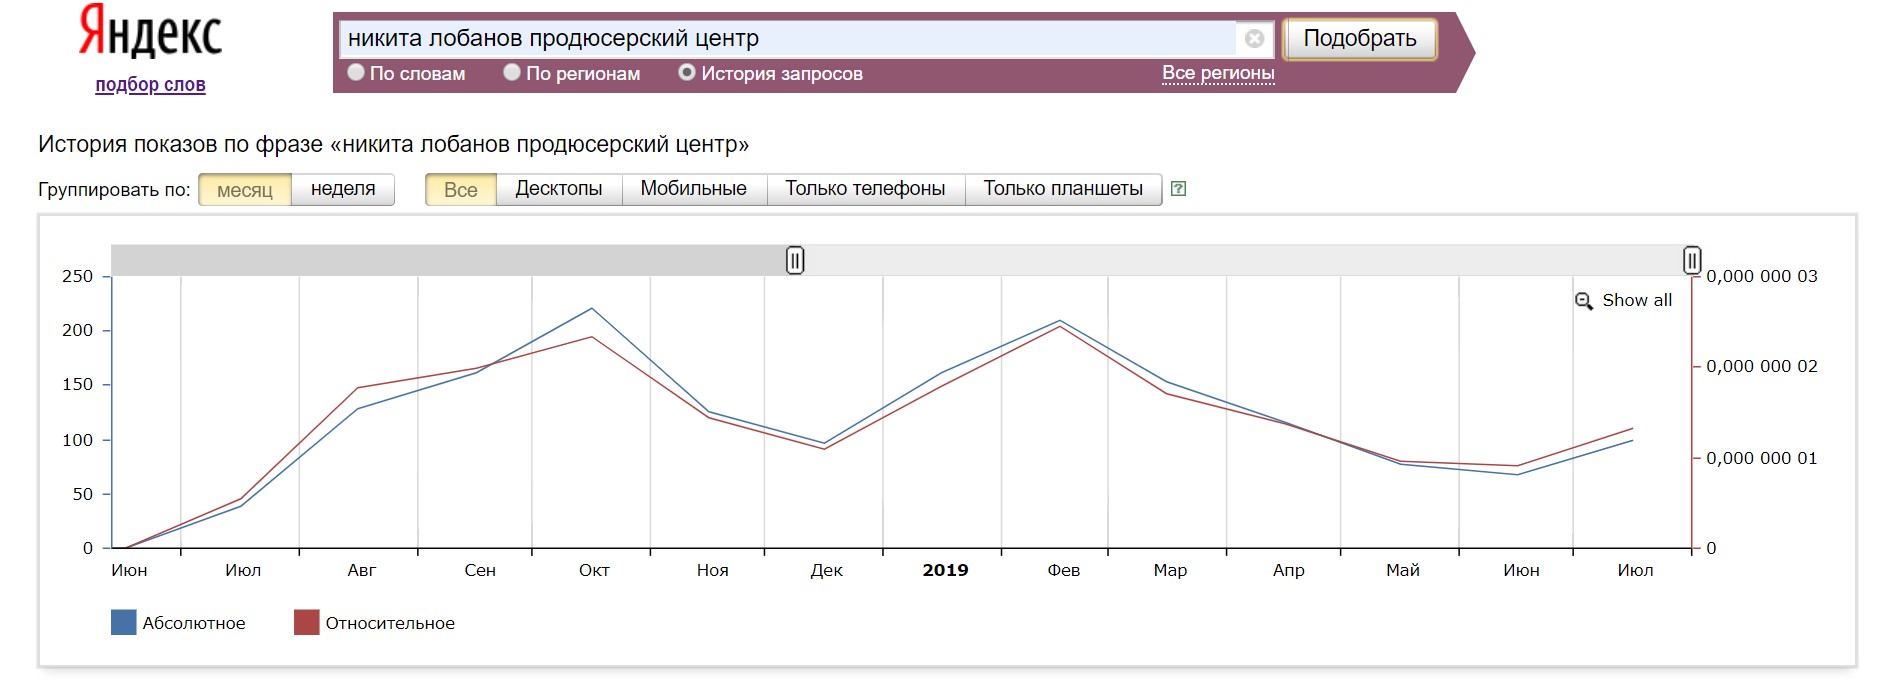 Яндекс
подбор слов
никита лобанов продюсерский центр
Подобрать
По словам По регионам История запросов Все регионы
История показов по фразе «никита лобанов продюсерский центр»
Группировать по: месяц неделя Все Десктопы Мобильные Только телефоны Только планшеты ?
250 0,000 000 03
Show all
200
0,000 000 02
150
100
0,000 000 01
50
0 0
Июн Июл Авг Сен Окт Ноя Дек 2019 Фев Мар Апр Май Июн Июл
Абсолютное Относительное